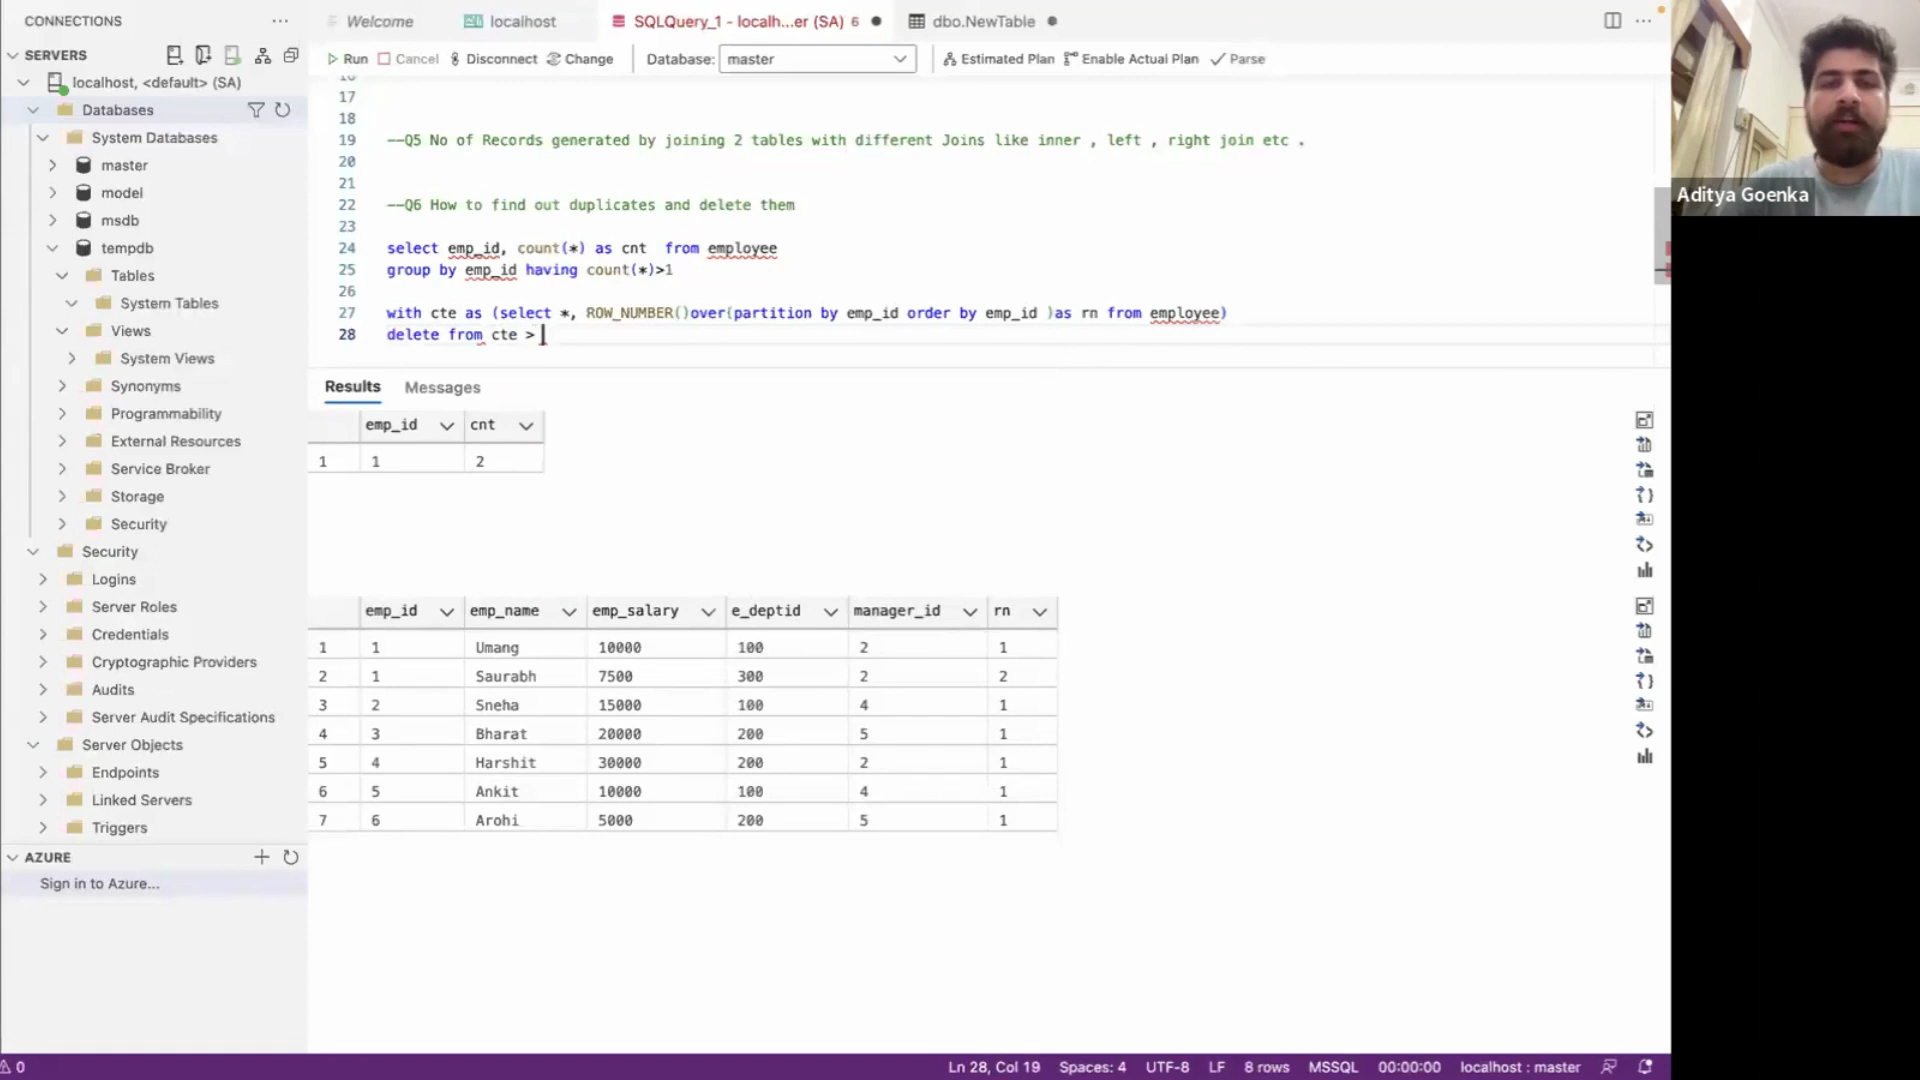 CONNECTIONS
SERVERS
localhost, <default> (SA)
Databases
System Databases
master
model
msdb
tempdb
Tables
System Tables
Views
System Views
Synonyms
Programmability
External Resources
Service Broker
Storage
Security
Security
Logins
Server Roles
Credentials
Cryptographic Providers
Audits
Server Audit Specifications
Server Objects
Endpoints
Linked Servers
Triggers
AZURE
Sign in to Azure...
Welcome
localhost
SQLQuery_1 - localh...er (SA) 6
dbo.NewTable
Run Cancel Disconnect Change Database: master Estimated Plan Enable Actual Plan Parse
16
17
18
19 --Q5 No of Records generated by joining 2 tables with different Joins like inner , left , right join etc .
20
21
22 --Q6 How to find out duplicates and delete them
23
24 select emp_id, count(*) as cnt  from employee
25 group by emp_id having count(*)>1
26
27 with cte as (select *, ROW_NUMBER()over(partition by emp_id order by emp_id )as rn from employee)
28 delete from cte >
Results Messages
emp_id cnt
1 1 2
emp_id emp_name emp_salary e_deptid manager_id rn
1 1 Umang 10000 100 2 1
2 1 Saurabh 7500 300 2 2
3 2 Sneha 15000 100 4 1
4 3 Bharat 20000 200 5 1
5 4 Harshit 30000 200 2 1
6 5 Ankit 10000 100 4 1
7 6 Arohi 5000 200 5 1
0 Ln 28, Col 19 Spaces: 4 UTF-8 LF 8 rows MSSQL 00:00:00 localhost : master
Aditya Goenka